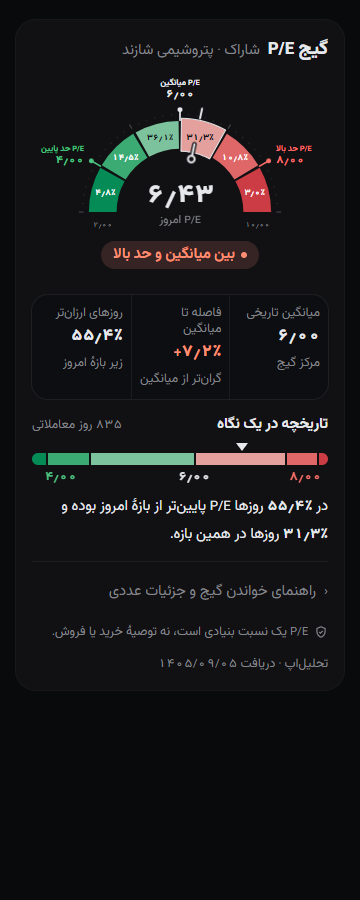 گیج P/E شاراک · پتروشیمی شازند
P/E میانگین
۶٫۰۰
P/E حد پایین
۴٫۰۰
P/E حد بالا
۸٫۰۰
۴٫۸٪
۱۴٫۵٪
۳۶٫۱٪
۳۱٫۳٪
۱۰٫۸٪
۳٫۰٪
۲٫۰۰
۱۰٫۰۰
۶٫۴۳
P/E امروز
بین میانگین و حد بالا
میانگین تاریخی
۶٫۰۰
مرکز گیج
فاصله تا میانگین
+۷٫۲٪
گران‌تر از میانگین
روزهای ارزان‌تر
۵۵٫۴٪
زیر بازهٔ امروز
تاریخچه در یک نگاه
۸۳۵ روز معاملاتی
۴٫۰۰
۶٫۰۰
۸٫۰۰
در ۵۵٫۴٪ روزها P/E پایین‌تر از بازهٔ امروز بوده و
۳۱٫۳٪ روزها در همین بازه.
‹ راهنمای خواندن گیج و جزئیات عددی
P/E یک نسبت بنیادی است، نه توصیهٔ خرید یا فروش.
تحلیل‌اپ · دریافت ۱۴۰۵/۰۹/۰۵